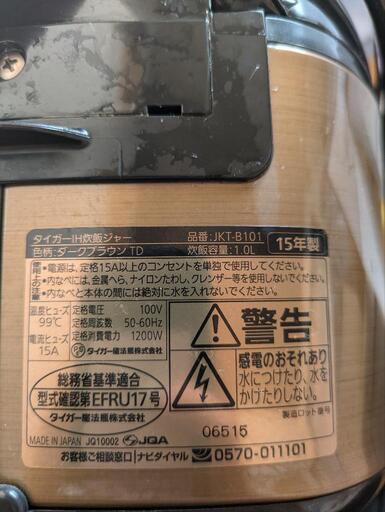 タイガーIH炊飯ジャー 品番:JKT-B101 15年製
色柄:ダークブラウン TD 炊飯容量:1.0L
●電源は、定格15A以上のコンセントを単独で使用してください。
●内なべには、金属へら、ナイロンたわし、クレンザー等を使用しないでください。
●内なべと本体の間には絶対に水を入れないでください。
温度ヒューズ 99℃
電流ヒューズ 15A
定格電圧 100V
定格周波数 50-60Hz
定格消費電力 1200W
PSE タイガー魔法瓶株式会社
警告
感電のおそれあり
水につけたり、水を
かけたりしない。
総務省基準適合
型式確認第EFRU17号
タイガー魔法瓶株式会社
製造ロット番号
06515
MADE IN JAPAN JQ10002 JQA
お客様ご相談窓口 ナビダイヤル 0570-011101